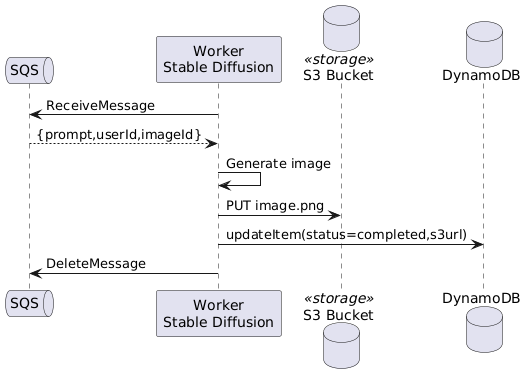 «storage»
SQS
Worker
Stable Diffusion
S3 Bucket
DynamoDB
ReceiveMessage
{prompt,userId,imageId}
Generate image
PUT image.png
updateItem(status=completed,s3url)
DeleteMessage
SQS
Worker
Stable Diffusion
«storage»
S3 Bucket
DynamoDB